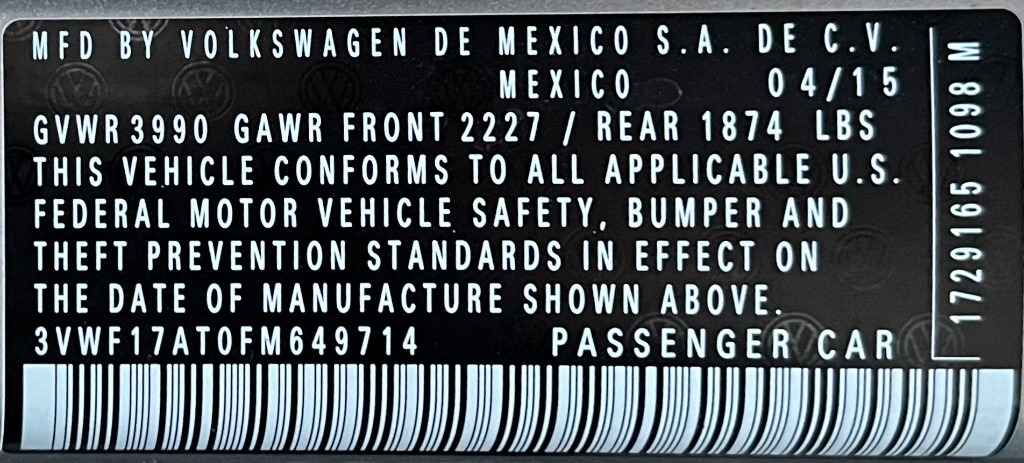 MFD BY VOLKSWAGEN DE MEXICO S.A. DE C.V.
MEXICO 04/15
GVWR 3990 GAWR FRONT 2227 / REAR 1874 LBS
THIS VEHICLE CONFORMS TO ALL APPLICABLE U.S.
FEDERAL MOTOR VEHICLE SAFETY, BUMPER AND
THEFT PREVENTION STANDARDS IN EFFECT ON
THE DATE OF MANUFACTURE SHOWN ABOVE.
3VWF17AT0FM649714 PASSENGER CAR
1729165 1098 M